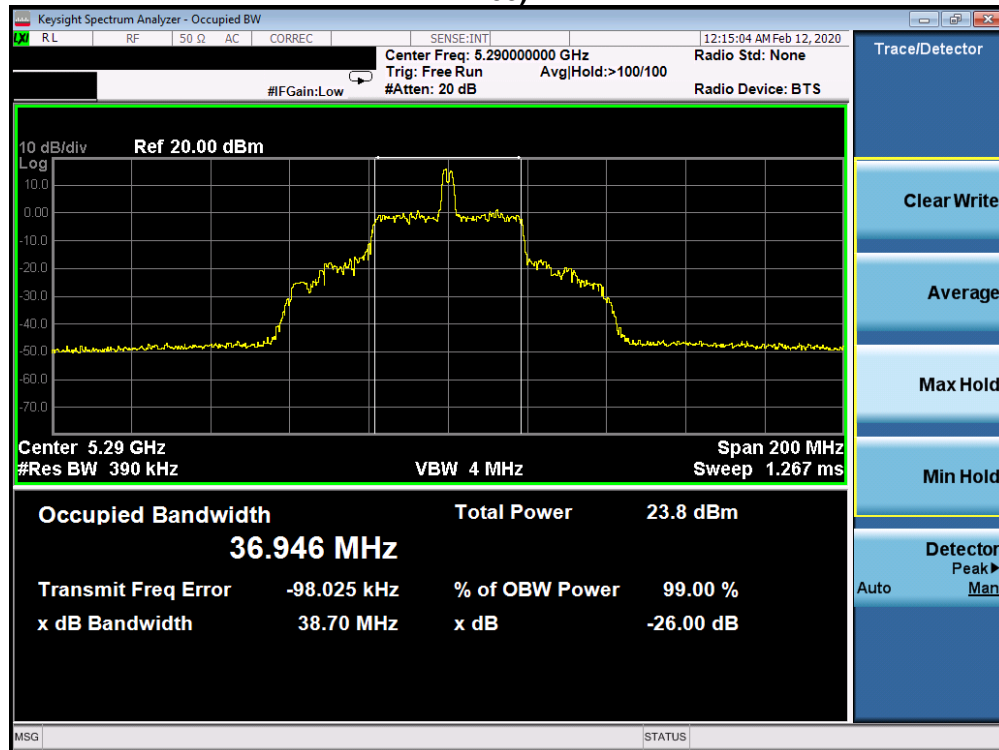 Keysight Spectrum Analyzer - Occupied BW
LXI RL RF 50 Ω AC CORREC SENSE:INT 12:15:04 AM Feb 12, 2020
Center Freq: 5.290000000 GHz Radio Std: None
Trig: Free Run Avg|Hold:>100/100
#IFGain:Low #Atten: 20 dB Radio Device: BTS
10 dB/div Ref 20.00 dBm
Log
10.0
0.00
-10.0
-20.0
-30.0
-40.0
-50.0
-60.0
-70.0
Center 5.29 GHz Span 200 MHz
#Res BW 390 kHz VBW 4 MHz Sweep 1.267 ms
Occupied Bandwidth Total Power 23.8 dBm
36.946 MHz
Transmit Freq Error -98.025 kHz % of OBW Power 99.00 %
x dB Bandwidth 38.70 MHz x dB -26.00 dB
MSG STATUS
Trace/Detector
Clear Write
Average
Max Hold
Min Hold
Detector
Peak▶
Auto Man